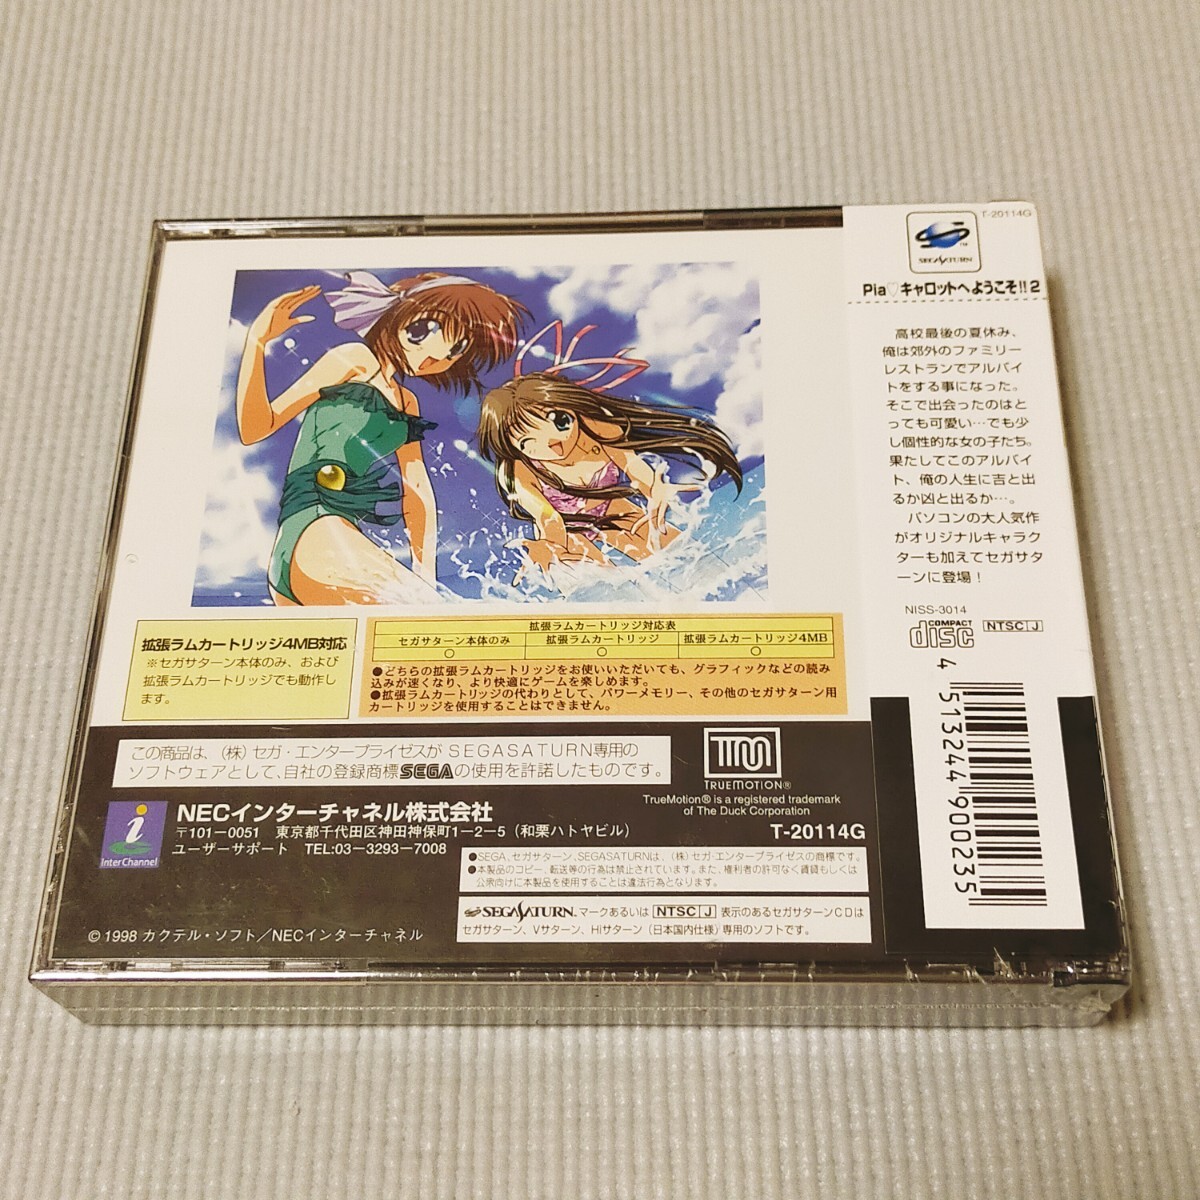 T-20114G
SEGA SATURN™
Pia♡キャロットへようこそ!!2
高校最後の夏休み、
俺は郊外のファミリー
レストランでアルバイ
トをする事になった。
そこで出会ったのはと
っても可愛い…でも少
し個性的な女の子たち。
果たしてこのアルバイ
ト、俺の人生に吉と出
るか凶と出るか…。
パソコンの大人気作
がオリジナルキャラク
ターも加えてセガサタ
ーンに登場！
NISS-3014
COMPACT disc
NTSC J
4 513244 900235
拡張ラムカートリッジ4MB対応
※セガサターン本体のみ、および
拡張ラムカートリッジでも動作し
ます。
拡張ラムカートリッジ対応表
セガサターン本体のみ 拡張ラムカートリッジ 拡張ラムカートリッジ4MB
○ ○ ○
●どちらの拡張ラムカートリッジをお使いいただいても、グラフィックなどの読み
込みが速くなり、より快適にゲームを楽しめます。
●拡張ラムカートリッジの代わりとして、パワーメモリー、その他のセガサターン用
カートリッジを使用することはできません。
この商品は、（株）セガ・エンタープライゼスがSEGASATURN専用の
ソフトウェアとして、自社の登録商標SEGAの使用を許諾したものです。
TM
TRUEMOTION®
TrueMotion® is a registered trademark
of The Duck Corporation
T-20114G
i
InterChannel
NECインターチャネル株式会社
〒101-0051 東京都千代田区神田神保町1-2-5（和栗ハトヤビル）
ユーザーサポート TEL:03-3293-7008
●SEGA、セガサターン、SEGASATURNは、（株）セガ・エンタープライゼスの商標です。
●本製品のコピー、転送等の行為は禁止されています。また、権利者の許可なく賃貸もしくは
公衆向けに本製品を使用することは違法行為となります。
SEGA SATURN™マークあるいは NTSC J 表示のあるセガサターンCDは
セガサターン、Vサターン、Hiサターン（日本国内仕様）専用のソフトです。
© 1998 カクテル・ソフト／NECインターチャネル